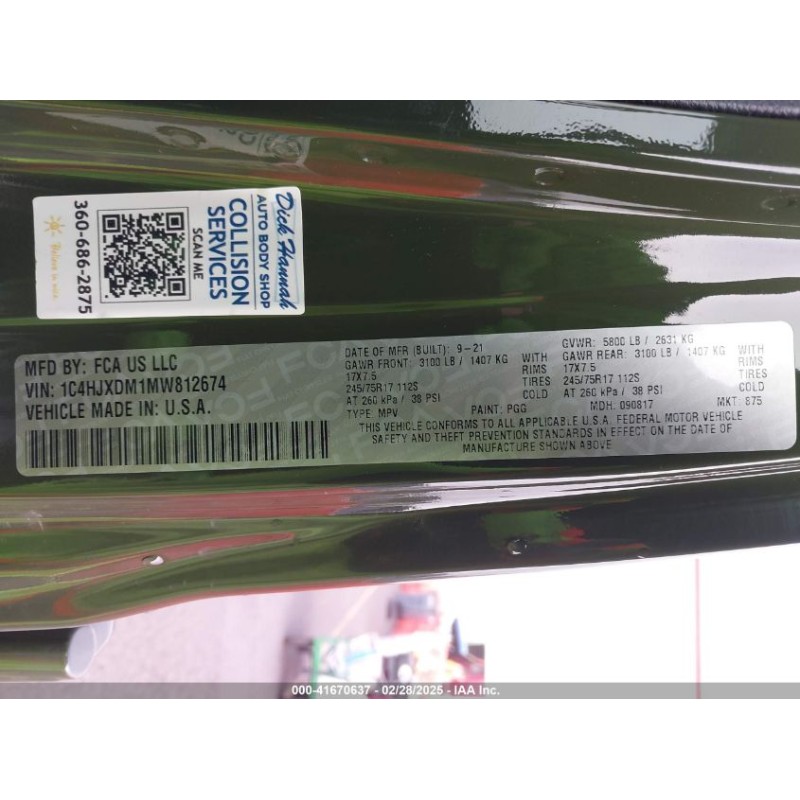 Dick Hannah
AUTO BODY SHOP
COLLISION
SERVICES
SCAN ME
360-686-2875
Believe in nice
MFD BY: FCA US LLC
VIN: 1C4HJXDM1MW812674
VEHICLE MADE IN U.S.A.
DATE OF MFR (BUILT): 9-21
GAWR FRONT: 3100 LB / 1407 KG WITH
17X7.5 RIMS
245/75R17 112S TIRES
AT 260 kPa / 38 PSI COLD
TYPE: MPV PAINT: PGG
GVWR: 5800 LB / 2631 KG
GAWR REAR: 3100 LB / 1407 KG WITH
17X7.5 RIMS
245/75R17 112S TIRES
AT 260 kPa / 38 PSI COLD
MDH: 090817 MKT: 875
THIS VEHICLE CONFORMS TO ALL APPLICABLE U.S.A. FEDERAL MOTOR VEHICLE
SAFETY AND THEFT PREVENTION STANDARDS IN EFFECT ON THE DATE OF
MANUFACTURE SHOWN ABOVE
000-41670637 - 02/28/2025 - IAA Inc.